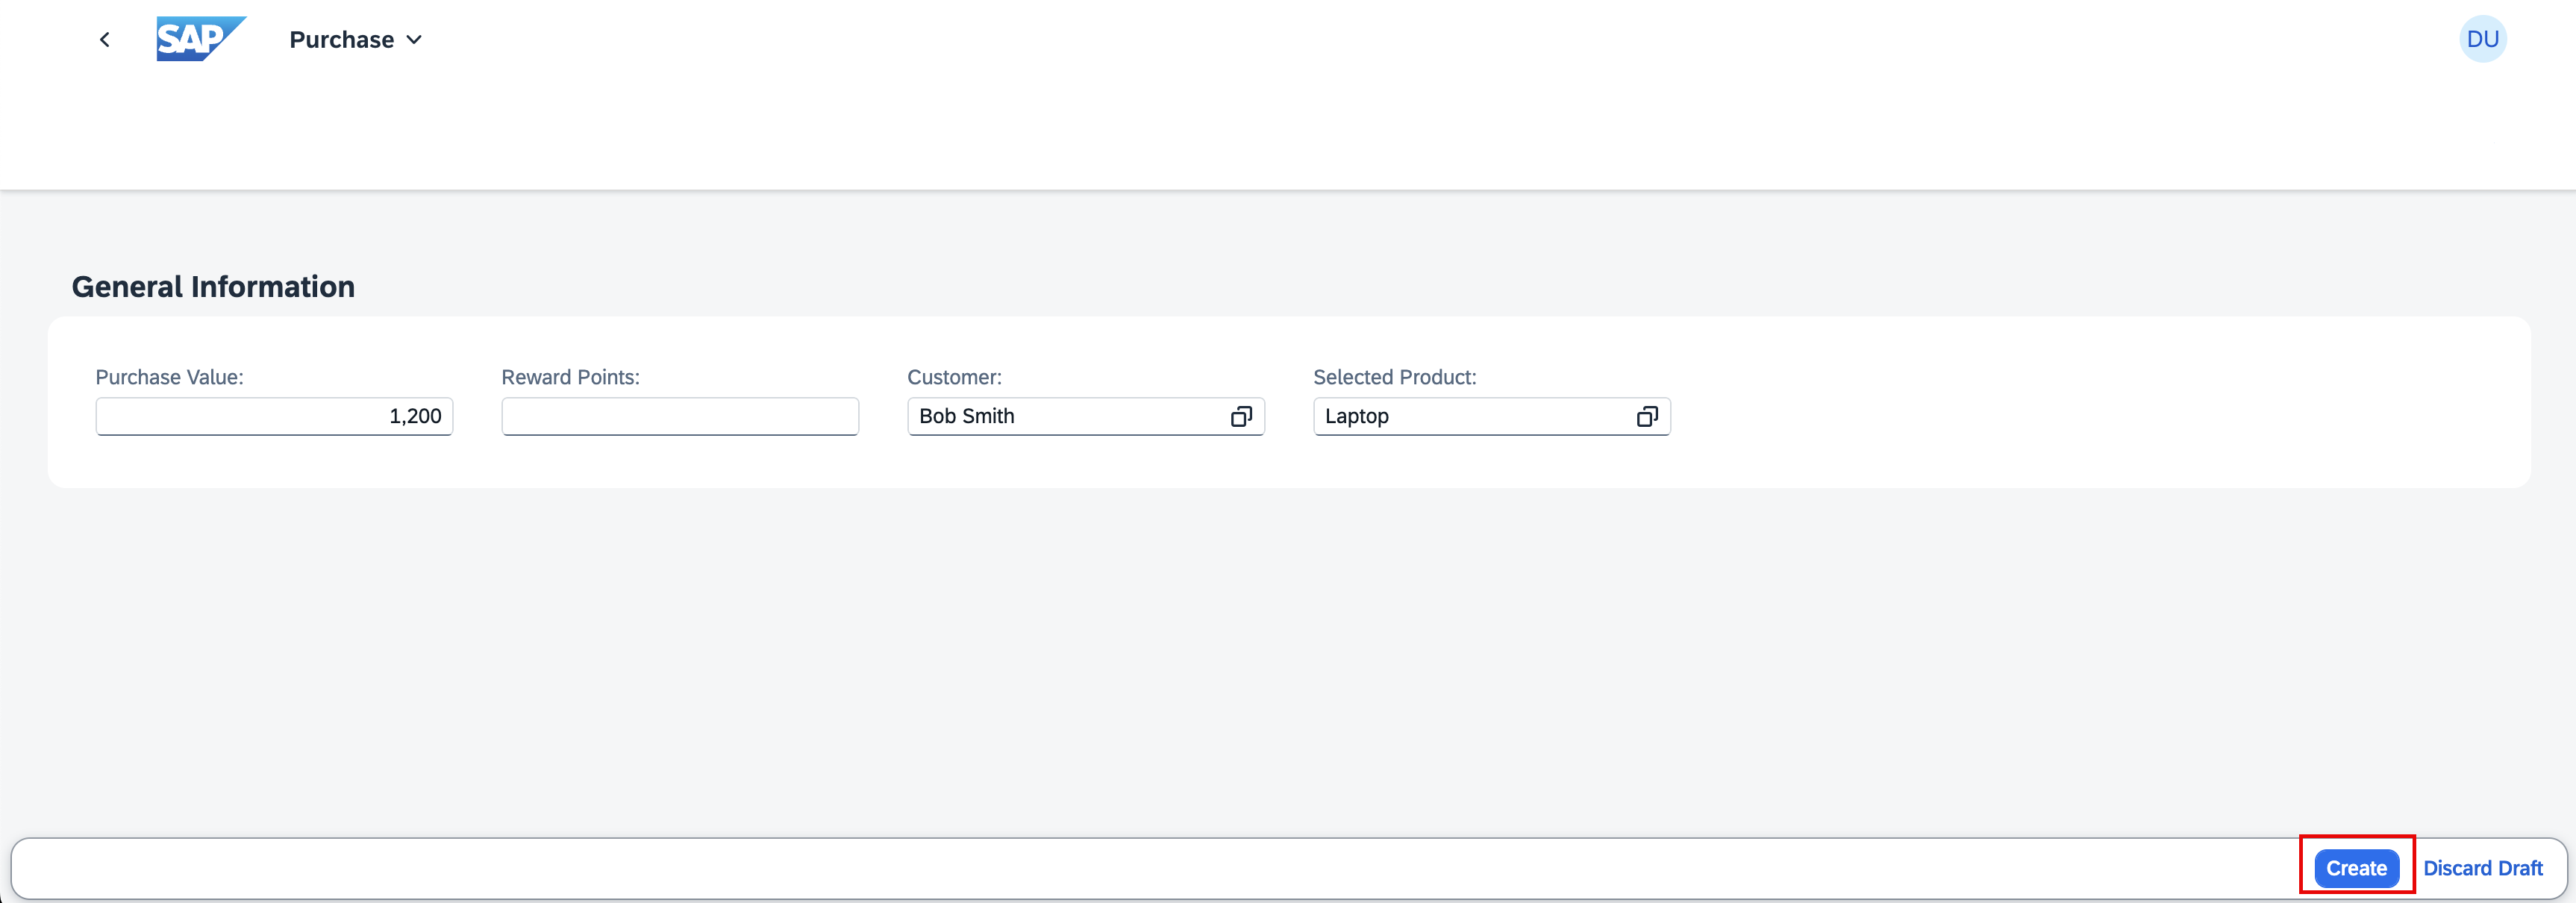 SAP Purchase DU
General Information
Purchase Value: Reward Points: Customer: Selected Product:
1,200 Bob Smith Laptop
Create Discard Draft